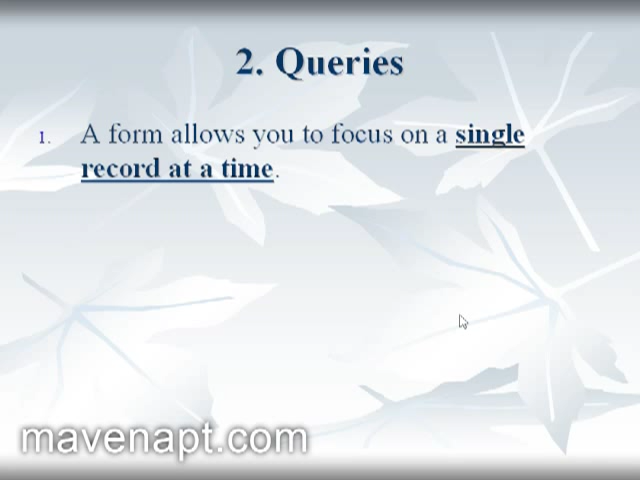 2. Queries
1. A form allows you to focus on a single
record at a time.
mavenapt.com